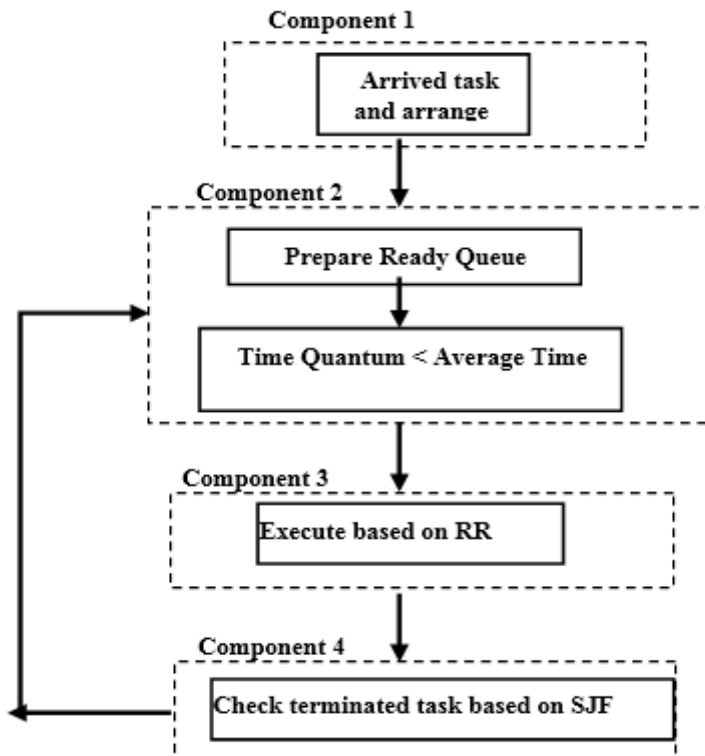 Component 1
Arrived task
and arrange
Component 2
Prepare Ready Queue
Time Quantum < Average Time
Component 3
Execute based on RR
Component 4
Check terminated task based on SJF